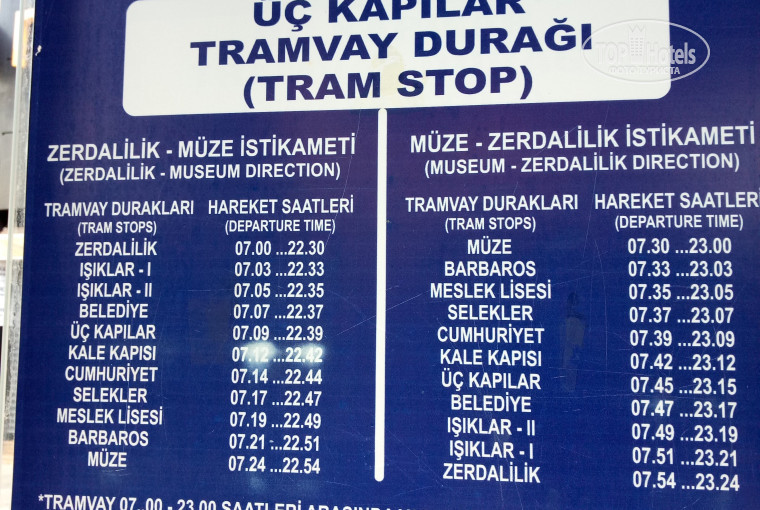 ÜÇ KAPILAR
TRAMVAY DURAĞI
(TRAM STOP)
TOP Hotels
ZERDALİLİK - MÜZE İSTİKAMETİ
(ZERDALİLİK - MUSEUM DIRECTION)
TRAMVAY DURAKLARI HAREKET SAATLERİ
(TRAM STOPS) (DEPARTURE TIME)
ZERDALİLİK 07.00 ...22.30
IŞIKLAR - I 07.03 ...22.33
IŞIKLAR - II 07.05 ...22.35
BELEDİYE 07.07 ...22.37
ÜÇ KAPILAR 07.09 ...22.39
KALE KAPISI 07.12 ...22.42
CUMHURİYET 07.14 ...22.44
SELEKLER 07.17 ...22.47
MESLEK LİSESİ 07.19 ...22.49
BARBAROS 07.21 ...22.51
MÜZE 07.24 ...22.54
MÜZE - ZERDALİLİK İSTİKAMETİ
(MUSEUM - ZERDALİLİK DIRECTION)
TRAMVAY DURAKLARI HAREKET SAATLERİ
(TRAM STOPS) (DEPARTURE TIME)
MÜZE 07.30 ...23.00
BARBAROS 07.33 ...23.03
MESLEK LİSESİ 07.35 ...23.05
SELEKLER 07.37 ...23.07
CUMHURİYET 07.39 ...23.09
KALE KAPISI 07.42 ...23.12
ÜÇ KAPILAR 07.45 ...23.15
BELEDİYE 07.47 ...23.17
IŞIKLAR - II 07.49 ...23.19
IŞIKLAR - I 07.51 ...23.21
ZERDALİLİK 07.54 ...23.24
*TRAMVAY 07..00 - 23.00 SAATLERİ ARASINDA